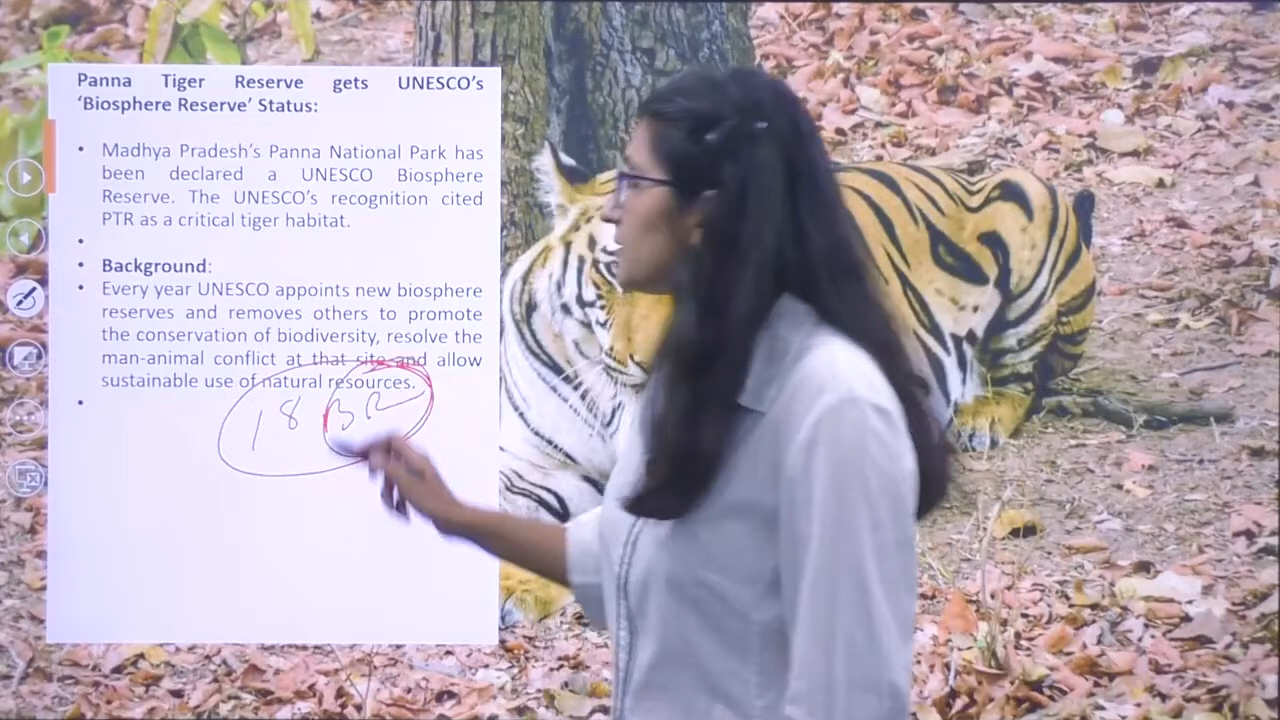 Panna Tiger Reserve gets UNESCO's
'Biosphere Reserve' Status:
• Madhya Pradesh's Panna National Park has
been declared a UNESCO Biosphere
Reserve. The UNESCO's recognition cited
PTR as a critical tiger habitat.
•
• Background:
• Every year UNESCO appoints new biosphere
reserves and removes others to promote
the conservation of biodiversity, resolve the
man-animal conflict at that site and allow
sustainable use of natural resources.
18 BR
•